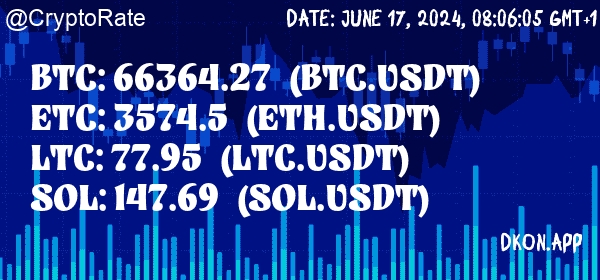 @CryptoRate
DATE: JUNE 17, 2024, 08:06:05 GMT+1
BTC: 66364.27 (BTC.USDT)
ETC: 3574.5 (ETH.USDT)
LTC: 77.95 (LTC.USDT)
SOL: 147.69 (SOL.USDT)
DKON.APP